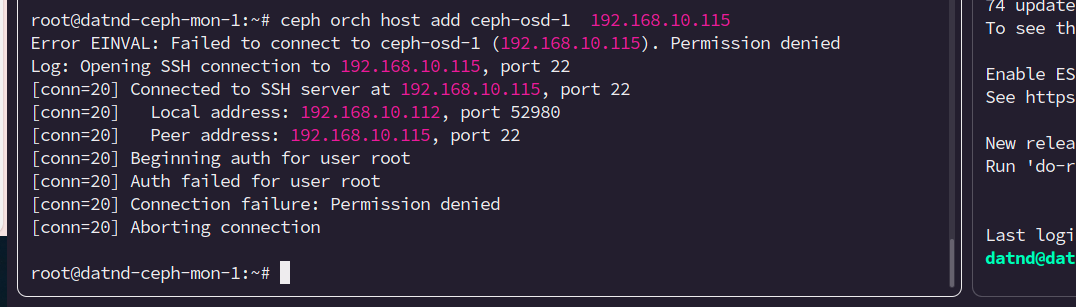 root@datnd-ceph-mon-1:~# ceph orch host add ceph-osd-1  192.168.10.115
Error EINVAL: Failed to connect to ceph-osd-1 (192.168.10.115). Permission denied
Log: Opening SSH connection to 192.168.10.115, port 22
[conn=20] Connected to SSH server at 192.168.10.115, port 22
[conn=20]   Local address: 192.168.10.112, port 52980
[conn=20]   Peer address: 192.168.10.115, port 22
[conn=20] Beginning auth for user root
[conn=20] Auth failed for user root
[conn=20] Connection failure: Permission denied
[conn=20] Aborting connection
root@datnd-ceph-mon-1:~#
74 update
To see th
Enable ES
See https
New relea
Run 'do-r
Last logi
datnd@dat